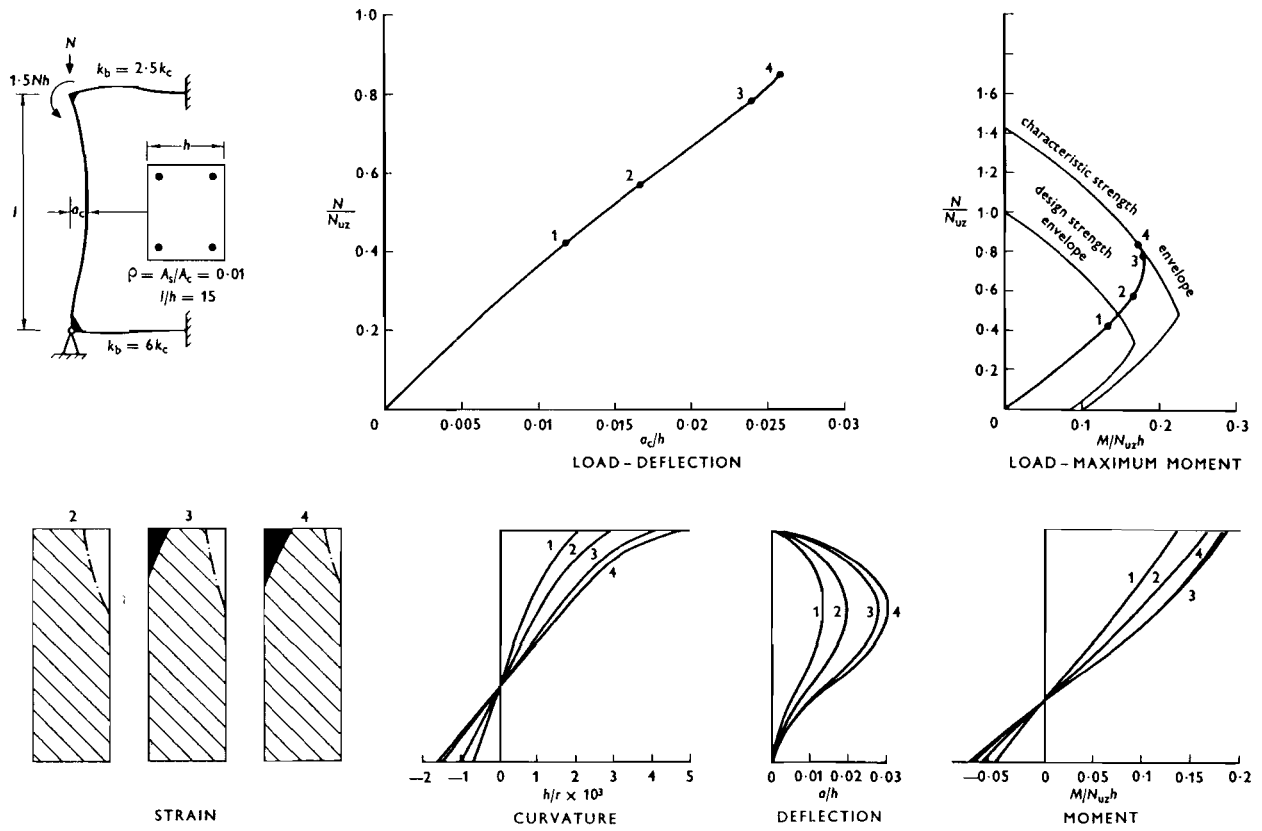 N
1·5Nh
k_b = 2·5k_c
h
l
a_c
ρ = A_s/A_c = 0·01
l/h = 15
k_b = 6k_c
1·0
0·8
0·6
N/N_uz
0·4
0·2
0
0·005
0·01
0·015
0·02
0·025
0·03
1
2
3
4
a_c/h
LOAD – DEFLECTION
1·6
1·4
1·2
N/N_uz
1·0
0·8
0·6
0·4
0·2
0
0·1
0·2
0·3
characteristic strength envelope
design strength envelope
1
2
3
4
M/N_uz h
LOAD – MAXIMUM MOMENT
2
3
4
STRAIN
1
2
3
4
−2
−1
0
1
2
3
4
5
h/r × 10³
CURVATURE
1
2
3
4
0
0·01
0·02
0·03
a/h
DEFLECTION
1
2
4
3
−0·05
0
0·05
0·1
0·15
0·2
M/N_uz h
MOMENT